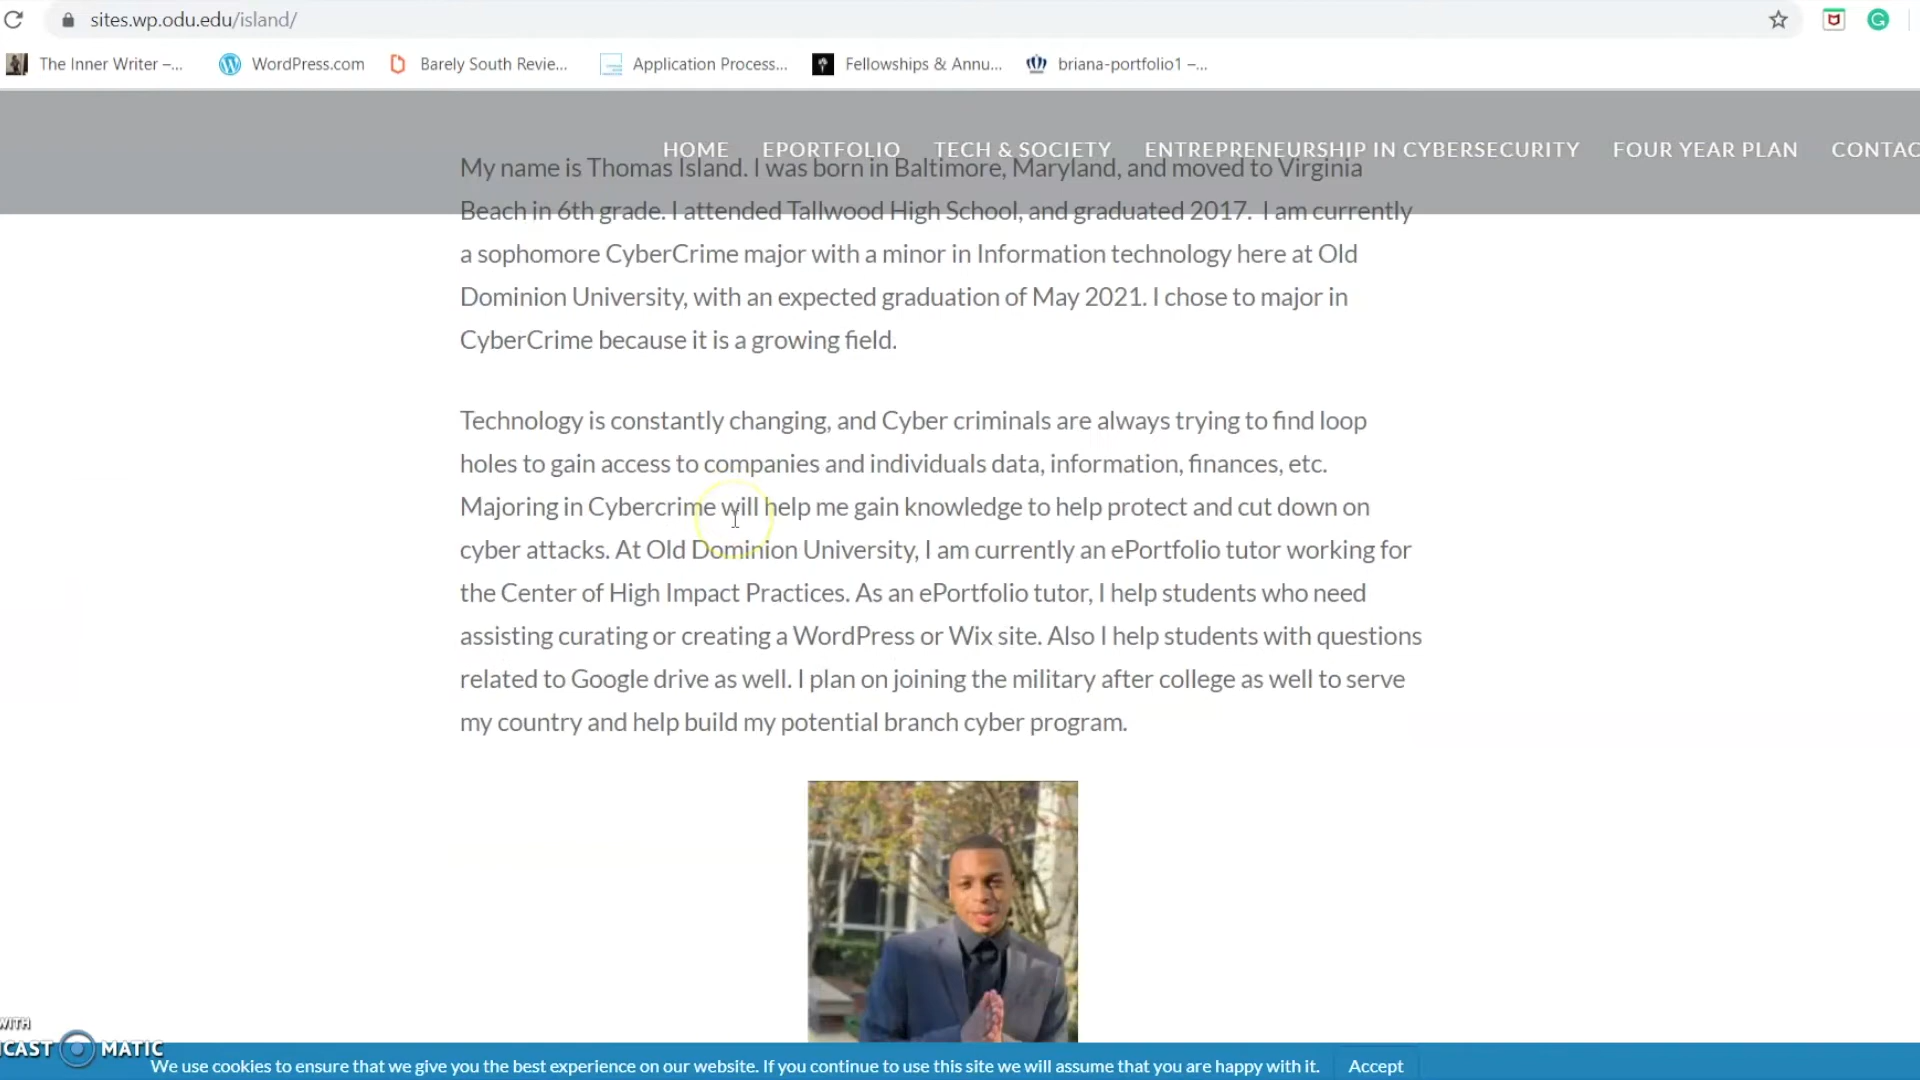 sites.wp.odu.edu/island/
The Inner Writer –... WordPress.com Barely South Revie... Application Process... Fellowships & Annu... briana-portfolio1 –...
HOME EPORTFOLIO TECH & SOCIETY ENTREPRENEURSHIP IN CYBERSECURITY FOUR YEAR PLAN CONTAC
My name is Thomas Island. I was born in Baltimore, Maryland, and moved to Virginia
Beach in 6th grade. I attended Tallwood High School, and graduated 2017. I am currently
a sophomore CyberCrime major with a minor in Information technology here at Old
Dominion University, with an expected graduation of May 2021. I chose to major in
CyberCrime because it is a growing field.
Technology is constantly changing, and Cyber criminals are always trying to find loop
holes to gain access to companies and individuals data, information, finances, etc.
Majoring in Cybercrime will help me gain knowledge to help protect and cut down on
cyber attacks. At Old Dominion University, I am currently an ePortfolio tutor working for
the Center of High Impact Practices. As an ePortfolio tutor, I help students who need
assisting curating or creating a WordPress or Wix site. Also I help students with questions
related to Google drive as well. I plan on joining the military after college as well to serve
my country and help build my potential branch cyber program.
WITH
CAST MATIC
We use cookies to ensure that we give you the best experience on our website. If you continue to use this site we will assume that you are happy with it. Accept